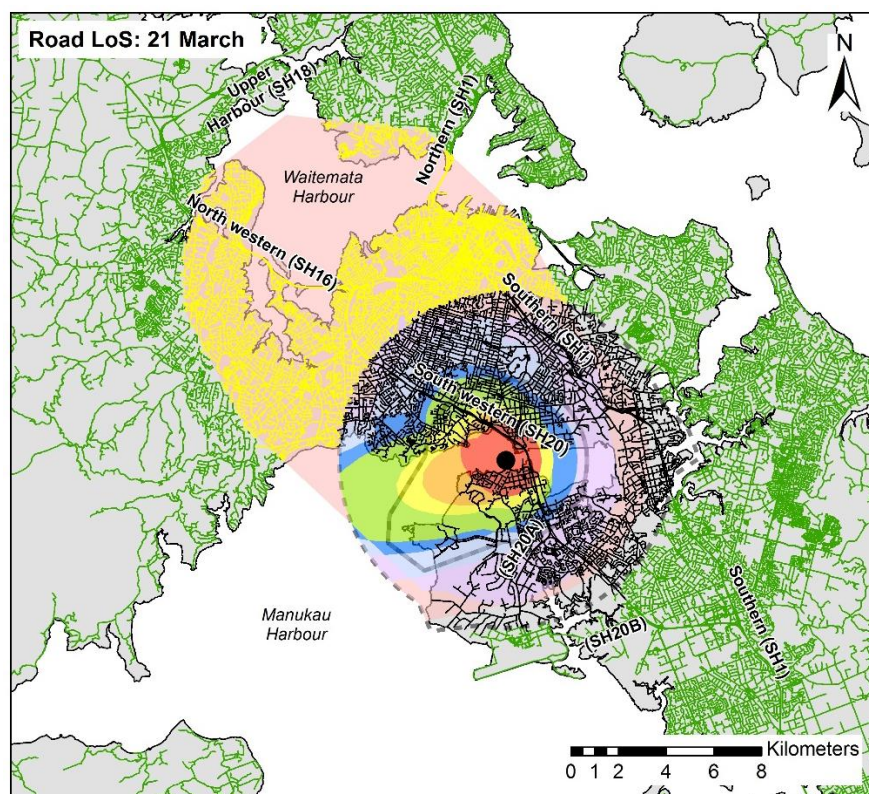 Road LoS: 21 March
N
Upper
Harbour (SH18)
Northern (SH1)
Waitemata
Harbour
North western (SH16)
Southern (SH1)
South western (SH20)
(SH20A)
Manukau
Harbour
(SH20B)
Southern (SH1)
Kilometers
0 1 2 4 6 8